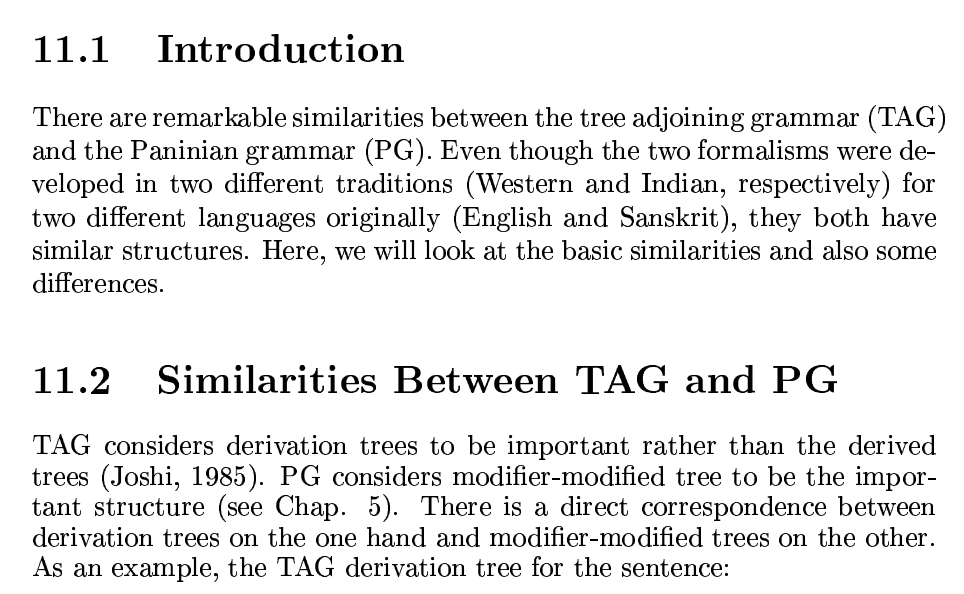 11.1 Introduction
There are remarkable similarities between the tree adjoining grammar (TAG)
and the Paninian grammar (PG). Even though the two formalisms were de-
veloped in two different traditions (Western and Indian, respectively) for
two different languages originally (English and Sanskrit), they both have
similar structures. Here, we will look at the basic similarities and also some
differences.
11.2 Similarities Between TAG and PG
TAG considers derivation trees to be important rather than the derived
trees (Joshi, 1985). PG considers modifier-modified tree to be the impor-
tant structure (see Chap. 5). There is a direct correspondence between
derivation trees on the one hand and modifier-modified trees on the other.
As an example, the TAG derivation tree for the sentence: